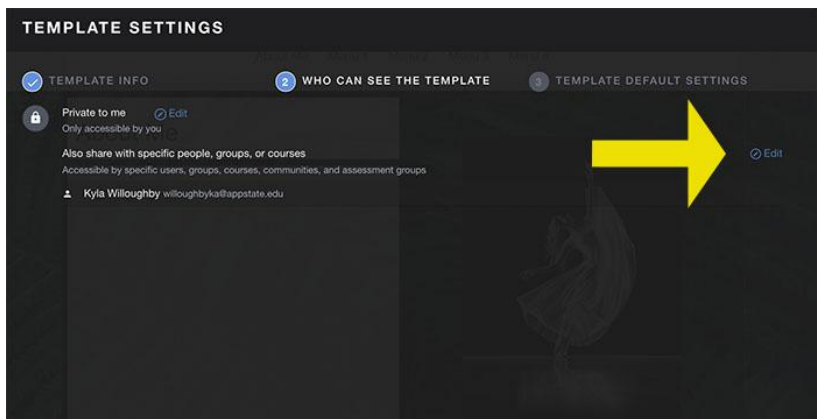 TEMPLATE SETTINGS
TEMPLATE INFO
2 WHO CAN SEE THE TEMPLATE
3 TEMPLATE DEFAULT SETTINGS
Private to me Edit
Only accessible by you
Also share with specific people, groups, or courses
Edit
Accessible by specific users, groups, courses, communities, and assessment groups
Kyla Willoughby willoughbyka@appstate.edu